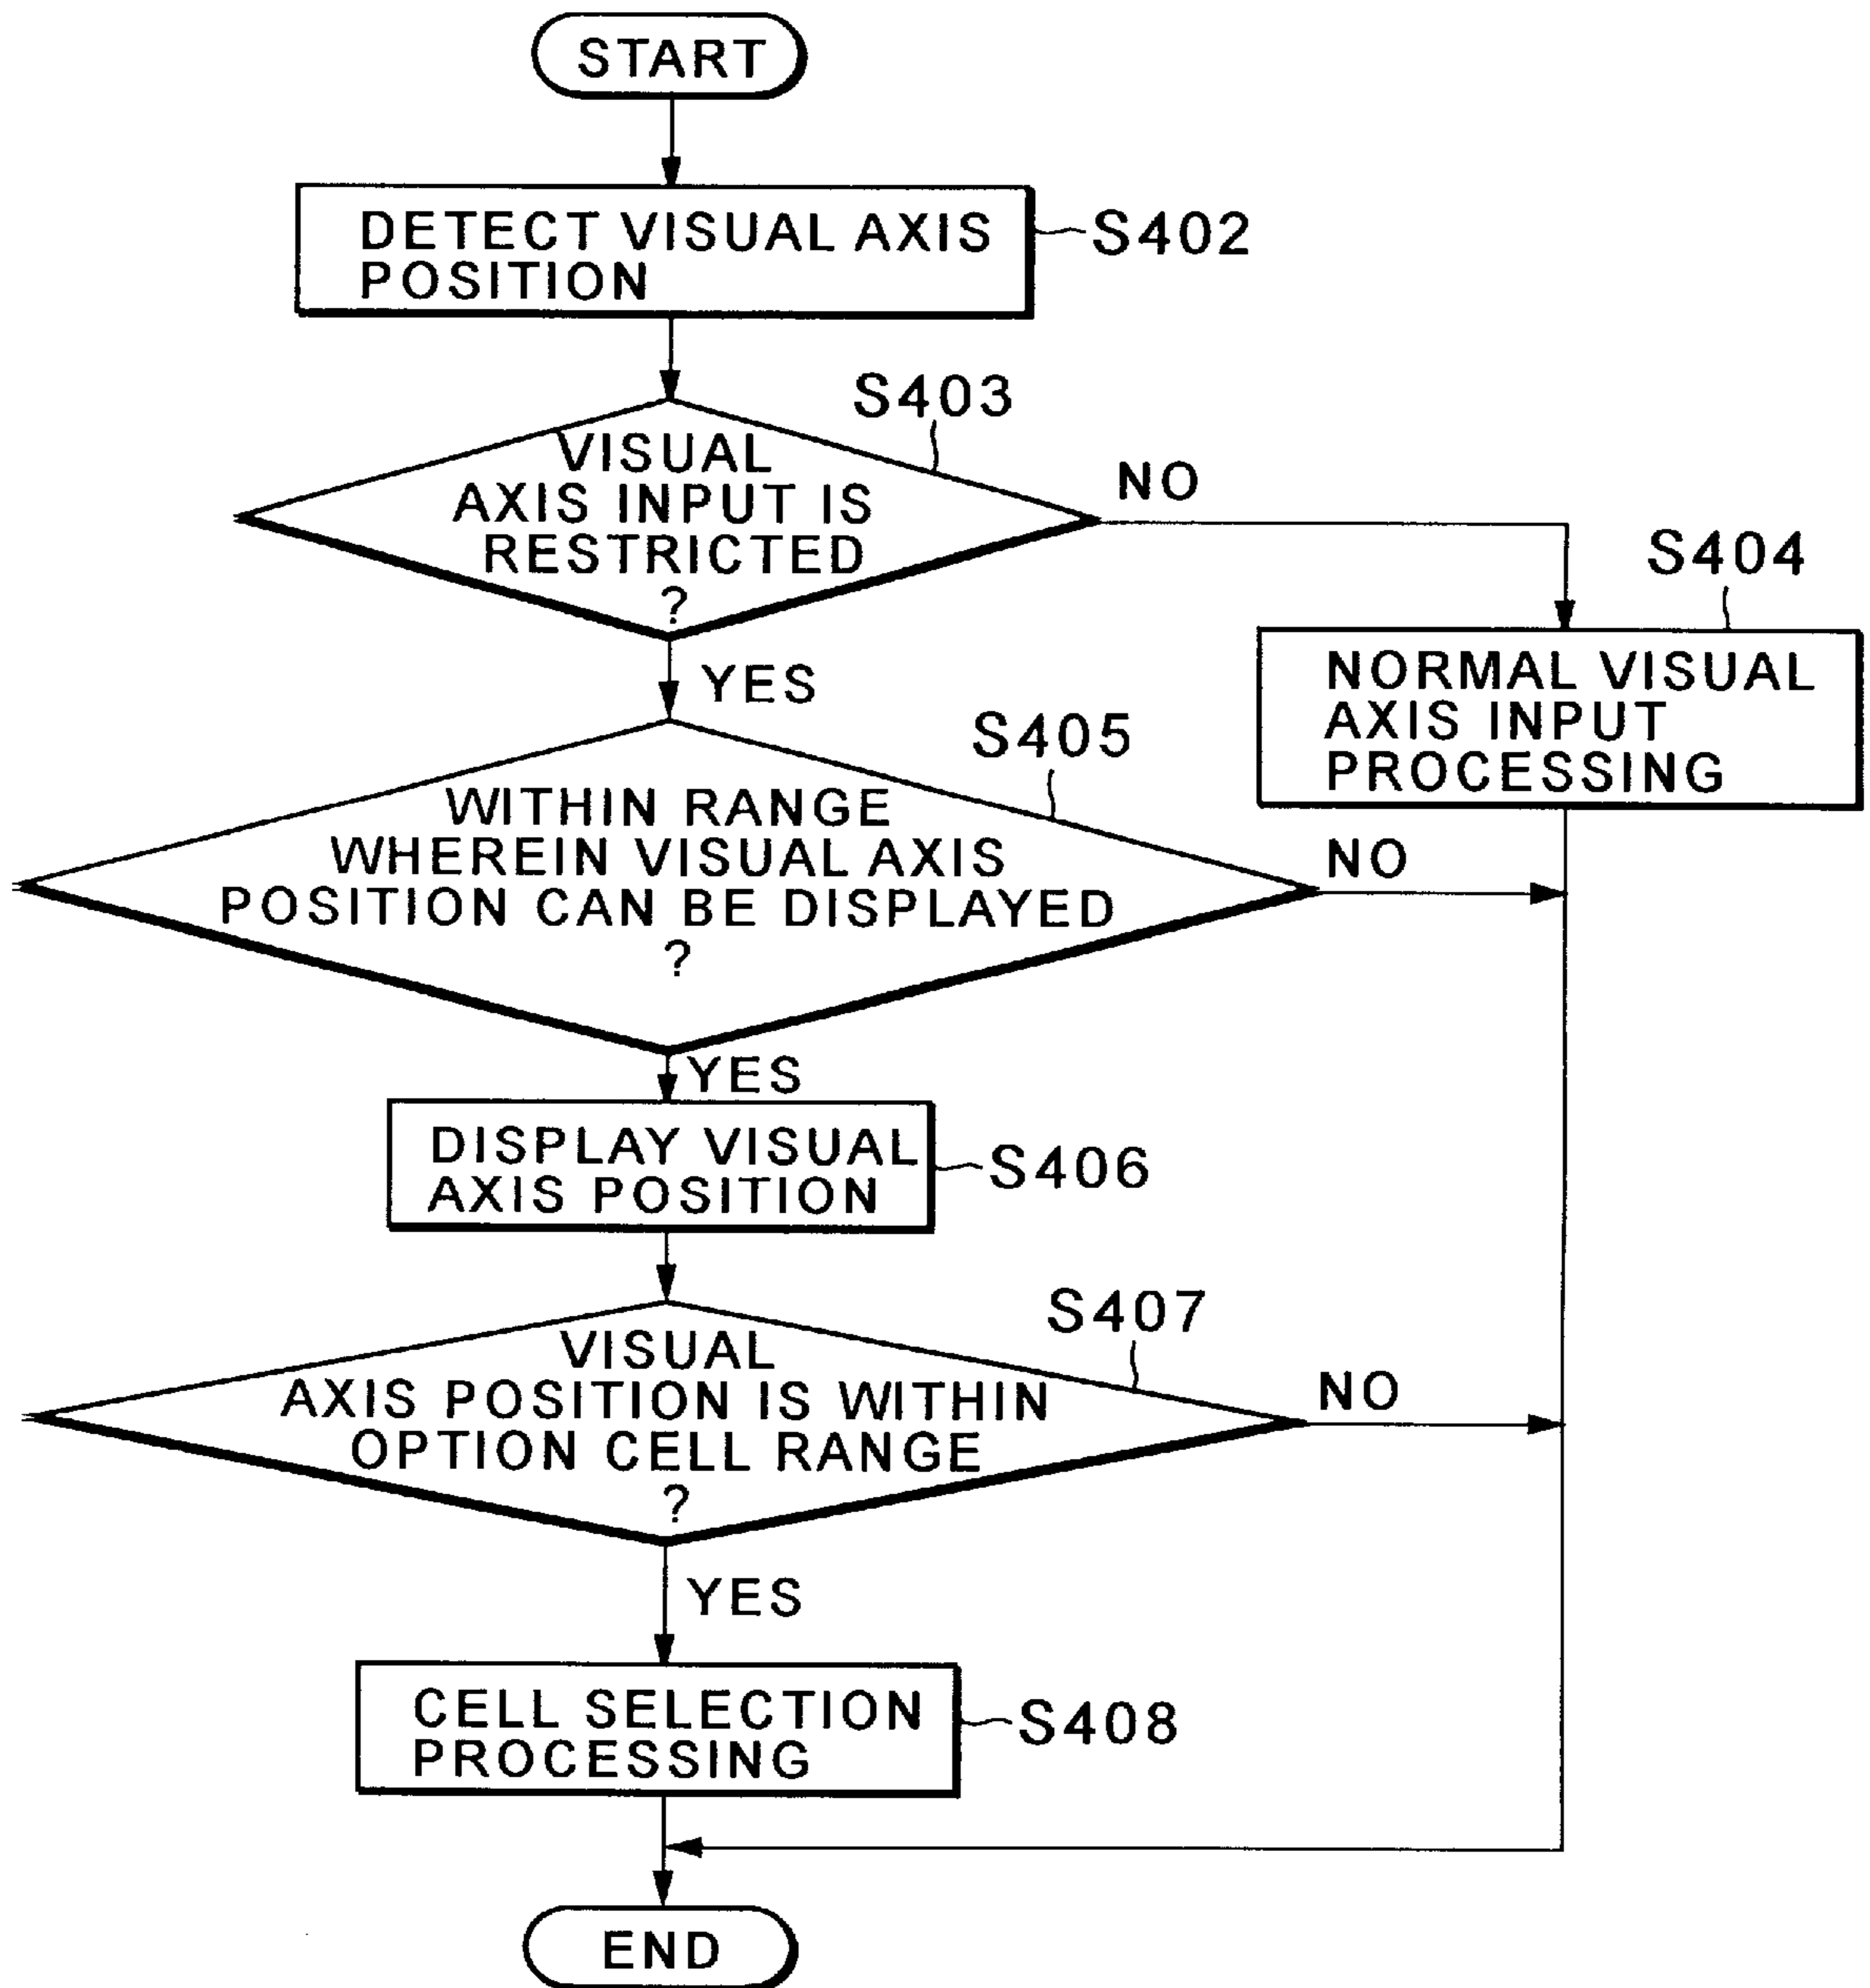 START
DETECT VISUAL AXIS
POSITION
S402
S403
VISUAL
AXIS INPUT IS
RESTRICTED
?
NO
YES
S404
NORMAL VISUAL
AXIS INPUT
PROCESSING
S405
WITHIN RANGE
WHEREIN VISUAL AXIS
POSITION CAN BE DISPLAYED
?
NO
YES
DISPLAY VISUAL
AXIS POSITION
S406
S407
VISUAL
AXIS POSITION IS WITHIN
OPTION CELL RANGE
?
NO
YES
CELL SELECTION
PROCESSING
S408
END